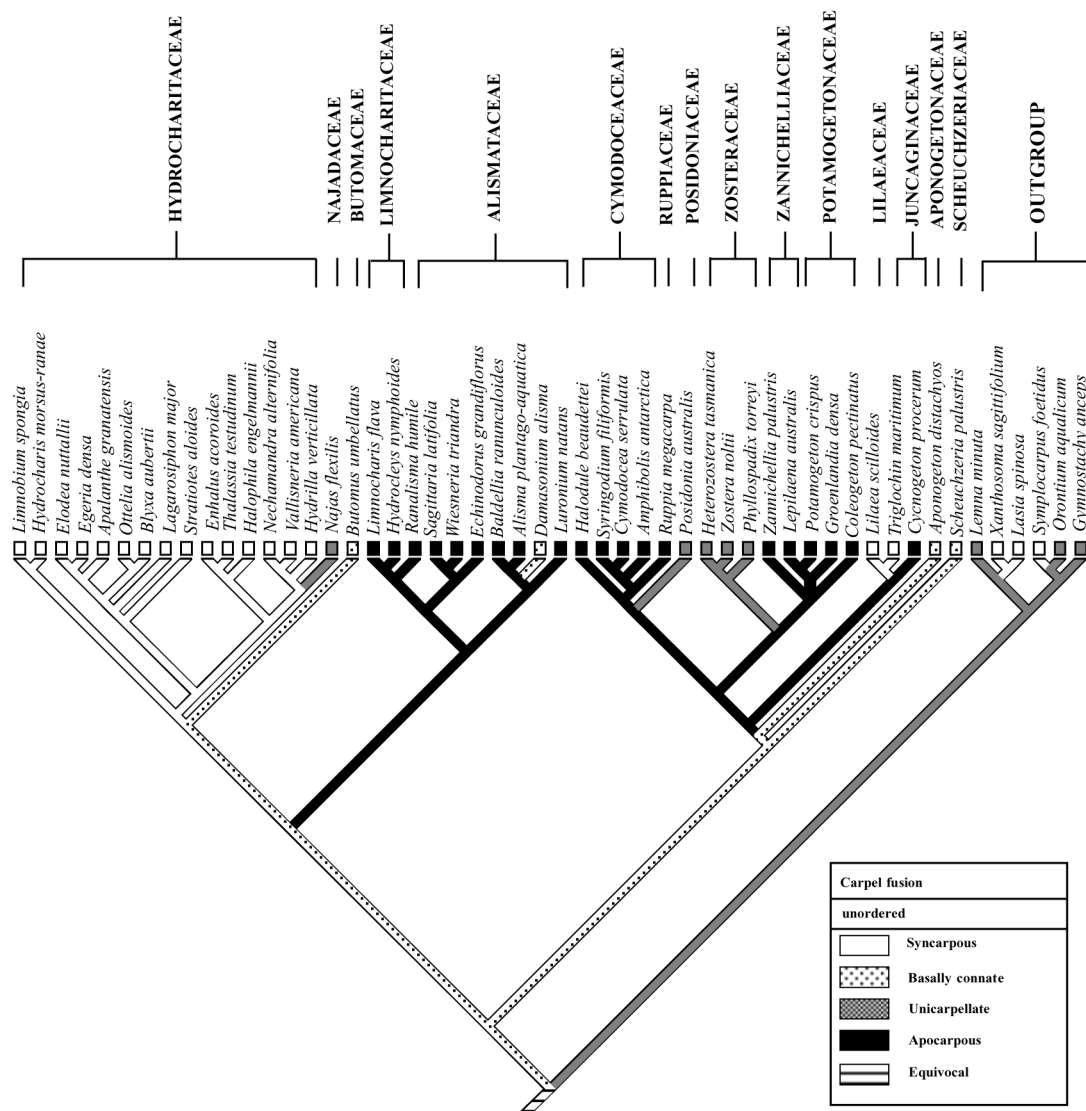 HYDROCHARITACEAE
NAJADACEAE
BUTOMACEAE
LIMNOCHARITACEAE
ALISMATACEAE
CYMODOCEACEAE
RUPPIACEAE
POSIDONIACEAE
ZOSTERACEAE
ZANNICHELLIACEAE
POTAMOGETONACEAE
LILAEACEAE
JUNCAGINACEAE
APONOGETONACEAE
SCHEUCHZERIACEAE
OUTGROUP
Limnobium spongia
Hydrocharis morsus-ranae
Elodea nuttallii
Egeria densa
Apalanthe granatensis
Ottelia alismoides
Blyxa aubertii
Lagarosiphon major
Stratiotes aloides
Enhalus acoroides
Thalassia testudinum
Halophila engelmannii
Nechamandra alternifolia
Vallisneria americana
Hydrilla verticillata
Najas flexilis
Butomus umbellatus
Limnocharis flava
Hydrocleys nymphoides
Ranalisma humile
Sagittaria latifolia
Wiesneria triandra
Echinodorus grandiflorus
Baldellia ranunculoides
Alisma plantago-aquatica
Damasonium alisma
Luronium natans
Halodule beaudettei
Syringodium filiformis
Cymodocea serrulata
Amphibolis antarctica
Ruppia megacarpa
Posidonia australis
Heterozostera tasmanica
Zostera noltii
Phyllospadix torreyi
Zannichellia palustris
Lepilaena australis
Potamogeton crispus
Groenlandia densa
Coleogeton pectinatus
Lilaea scilloides
Triglochin maritimum
Cycnogeton procerum
Aponogeton distachyos
Scheuchzeria palustris
Lemna minuta
Xanthosoma sagittifolium
Lasia spinosa
Symplocarpus foetidus
Orontium aqualicum
Gymnostachys anceps
Carpel fusion
unordered
Syncarpous
Basally connate
Unicarpellate
Apocarpous
Equivocal